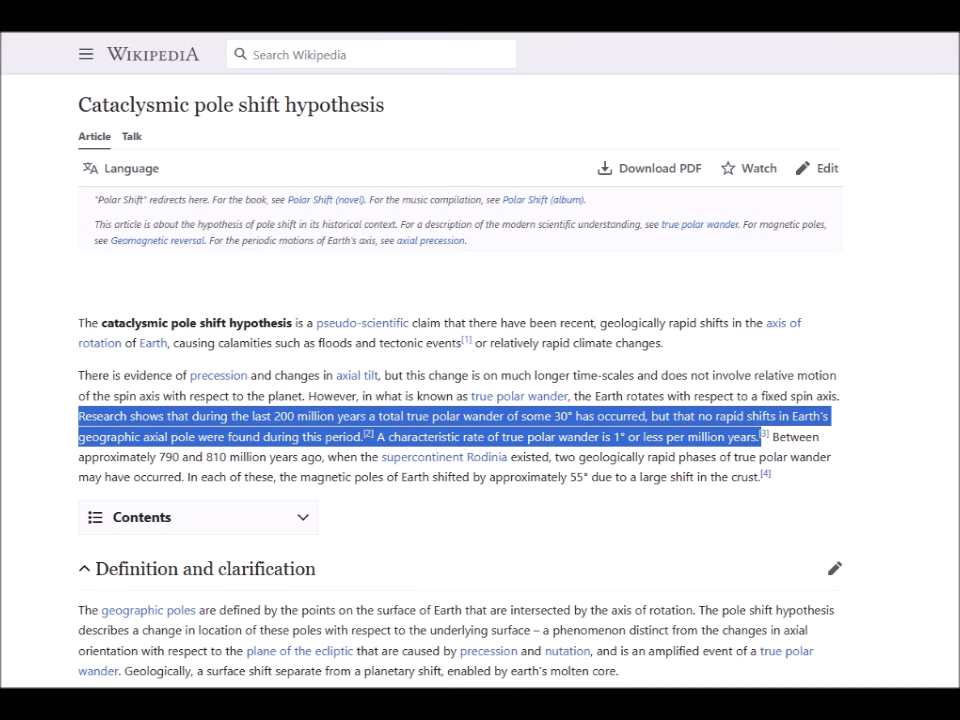 WIKIPEDIA
Search Wikipedia
Cataclysmic pole shift hypothesis
Article Talk
Language
Download PDF Watch Edit
"Polar Shift" redirects here. For the book, see Polar Shift (novel). For the music compilation, see Polar Shift (album).
This article is about the hypothesis of pole shift in its historical context. For a description of the modern scientific understanding, see true polar wander. For magnetic poles,
see Geomagnetic reversal. For the periodic motions of Earth's axis, see axial precession.
The cataclysmic pole shift hypothesis is a pseudo-scientific claim that there have been recent, geologically rapid shifts in the axis of
rotation of Earth, causing calamities such as floods and tectonic events[1] or relatively rapid climate changes.
There is evidence of precession and changes in axial tilt, but this change is on much longer time-scales and does not involve relative motion
of the spin axis with respect to the planet. However, in what is known as true polar wander, the Earth rotates with respect to a fixed spin axis.
Research shows that during the last 200 million years a total true polar wander of some 30° has occurred, but that no rapid shifts in Earth's
geographic axial pole were found during this period.[2] A characteristic rate of true polar wander is 1° or less per million years.[3] Between
approximately 790 and 810 million years ago, when the supercontinent Rodinia existed, two geologically rapid phases of true polar wander
may have occurred. In each of these, the magnetic poles of Earth shifted by approximately 55° due to a large shift in the crust.[4]
Contents
Definition and clarification
The geographic poles are defined by the points on the surface of Earth that are intersected by the axis of rotation. The pole shift hypothesis
describes a change in location of these poles with respect to the underlying surface – a phenomenon distinct from the changes in axial
orientation with respect to the plane of the ecliptic that are caused by precession and nutation, and is an amplified event of a true polar
wander. Geologically, a surface shift separate from a planetary shift, enabled by earth's molten core.